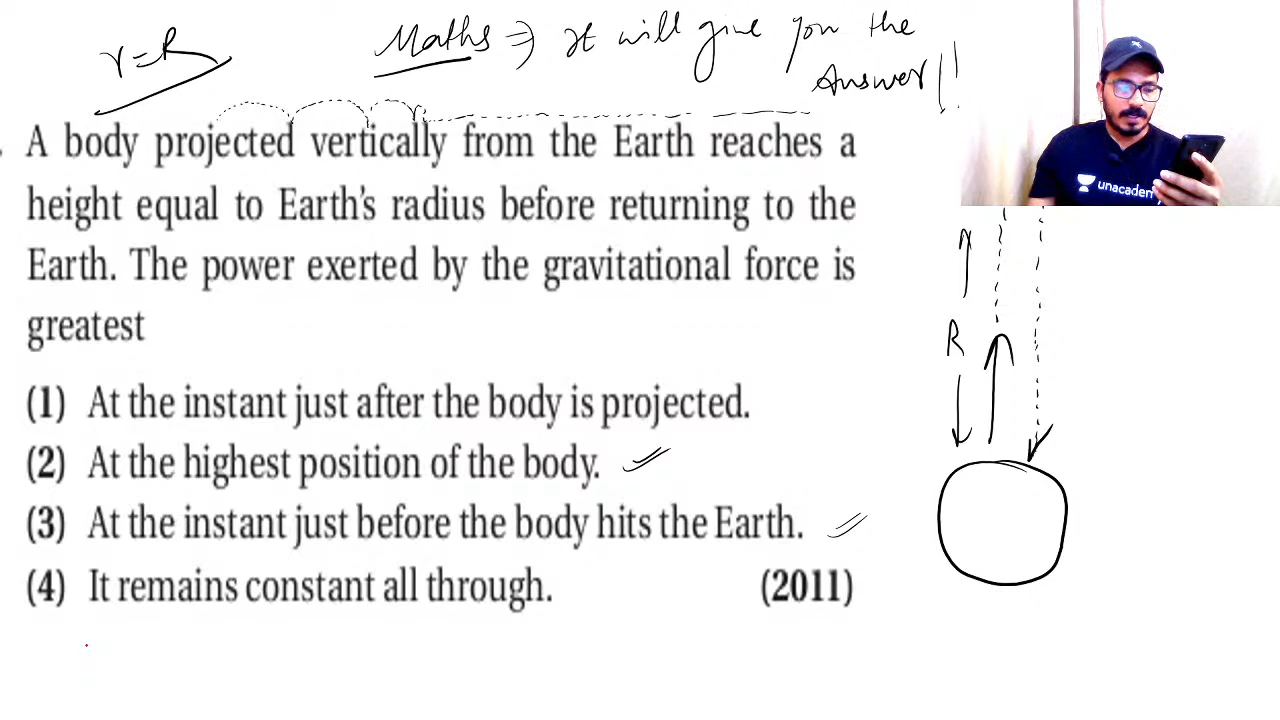 r=R
Maths ⇒ It will give you the
Answer!!
A body projected vertically from the Earth reaches a
height equal to Earth's radius before returning to the
Earth. The power exerted by the gravitational force is
greatest
(1) At the instant just after the body is projected.
(2) At the highest position of the body.
(3) At the instant just before the body hits the Earth.
(4) It remains constant all through. (2011)
unacademy
R